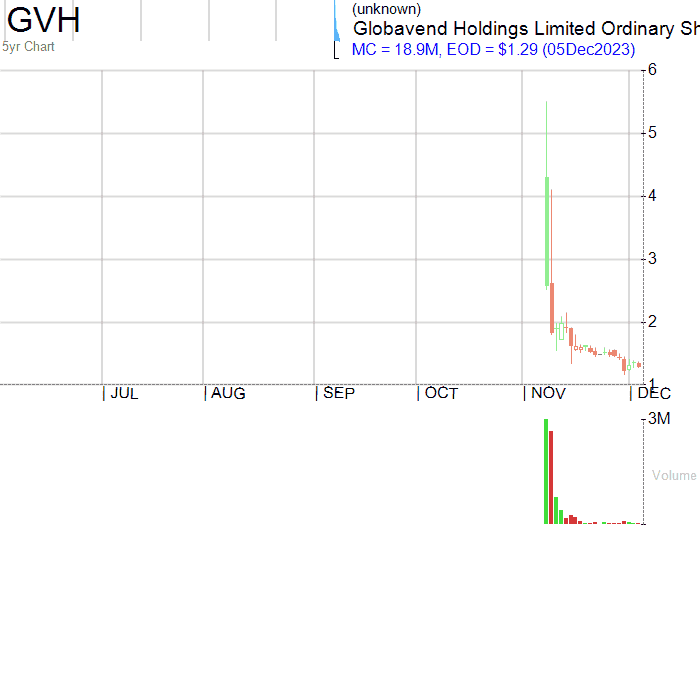 GVH
5yr Chart
(unknown)
Globavend Holdings Limited Ordinary Sh
MC = 18.9M, EOD = $1.29 (05Dec2023)
6
5
4
3
2
1
JUL AUG SEP OCT NOV DEC
3M
Volume